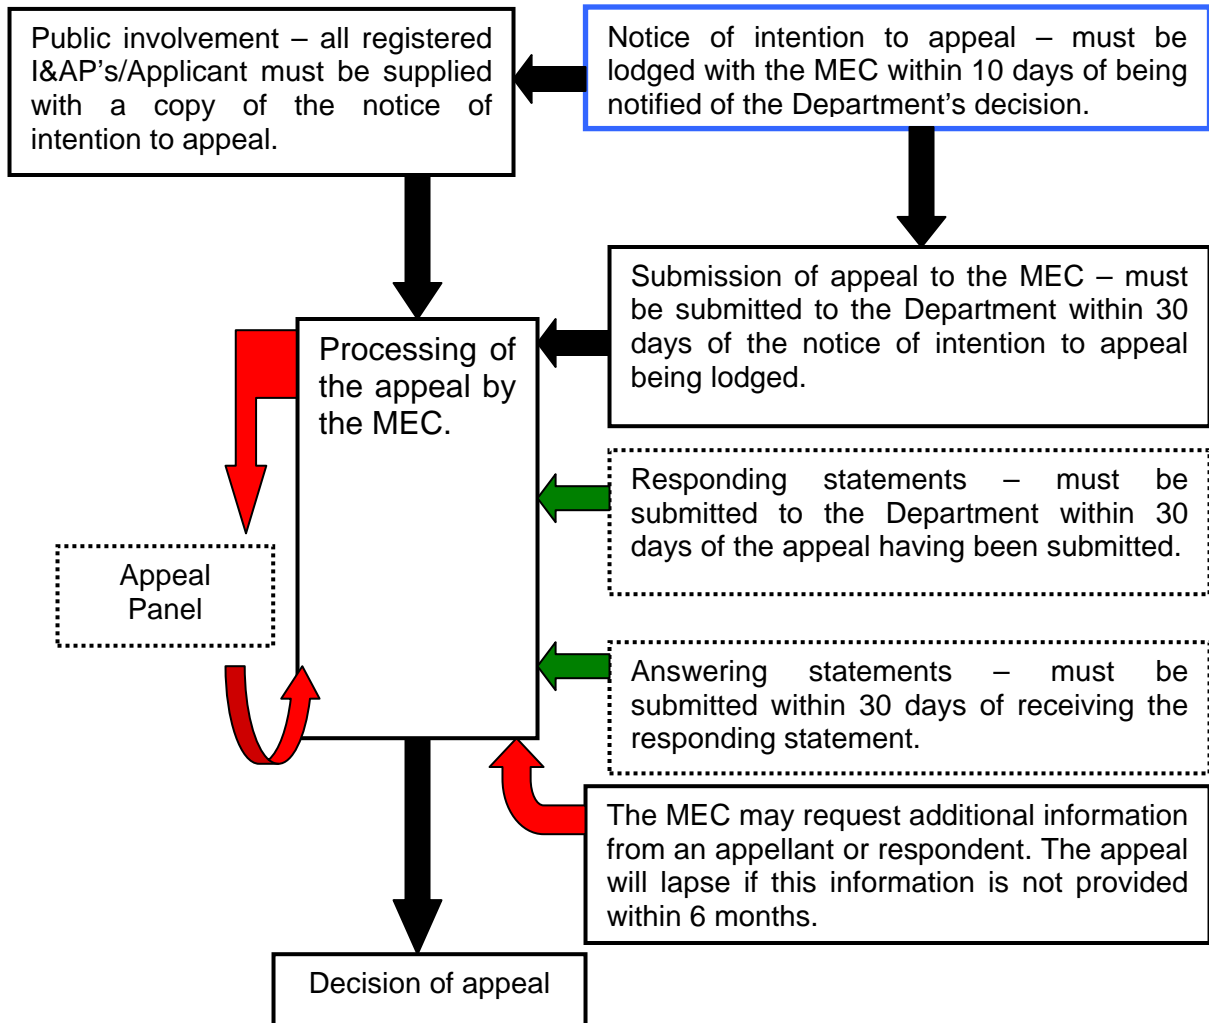 Public involvement – all registered
I&AP's/Applicant must be supplied
with a copy of the notice of
intention to appeal.
Notice of intention to appeal – must be
lodged with the MEC within 10 days of being
notified of the Department's decision.
Submission of appeal to the MEC – must
be submitted to the Department within 30
days of the notice of intention to appeal
being lodged.
Processing of
the appeal by
the MEC.
Responding statements – must be
submitted to the Department within 30
days of the appeal having been submitted.
Appeal
Panel
Answering statements – must be
submitted within 30 days of receiving the
responding statement.
The MEC may request additional information
from an appellant or respondent. The appeal
will lapse if this information is not provided
within 6 months.
Decision of appeal